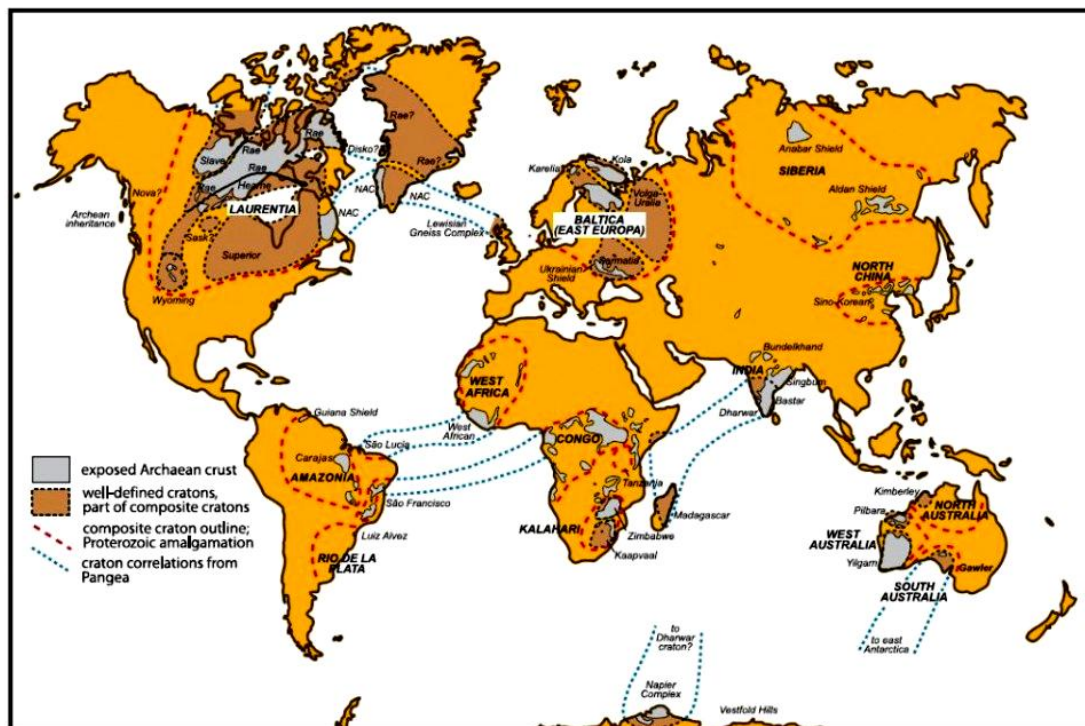 Rae?
Rae
Slave
Rae
Disko?
Rae?
Rae
Kola
Karelia
Anabar Shield
Nova?
Rae
Hearne
NAC
Volga-
Uralia
SIBERIA
LAURENTIA
NAC
Aldan Shield
Archean
inheritance
NAC
BALTICA
(EAST EUROPA)
Sask?
Lewisian
Gneiss Complex
Superior
Sarmatia
Ukrainian
Shield
NORTH
CHINA
Wyoming
Sino-Korean
Bundelkhand
INDIA
WEST
AFRICA
Singbum
Bastar
Dharwar
Guiana Shield
West
African
CONGO
São Lucia
Carajas
AMAZONIA
exposed Archaean crust
well-defined cratons,
part of composite cratons
composite craton outline;
Proterozoic amalgamation
craton correlations from
Pangea
São Francisco
Tanzania
Kimberley
NORTH
AUSTRALIA
Pilbara
Madagascar
KALAHARI
Luiz Alvez
Zimbabwe
WEST
AUSTRALIA
RIO DE LA
PLATA
Kaapvaal
Yilgarn
Gawler
SOUTH
AUSTRALIA
to
Dharwar
craton?
to east
Antarctica
Napier
Complex
Vestfold Hills